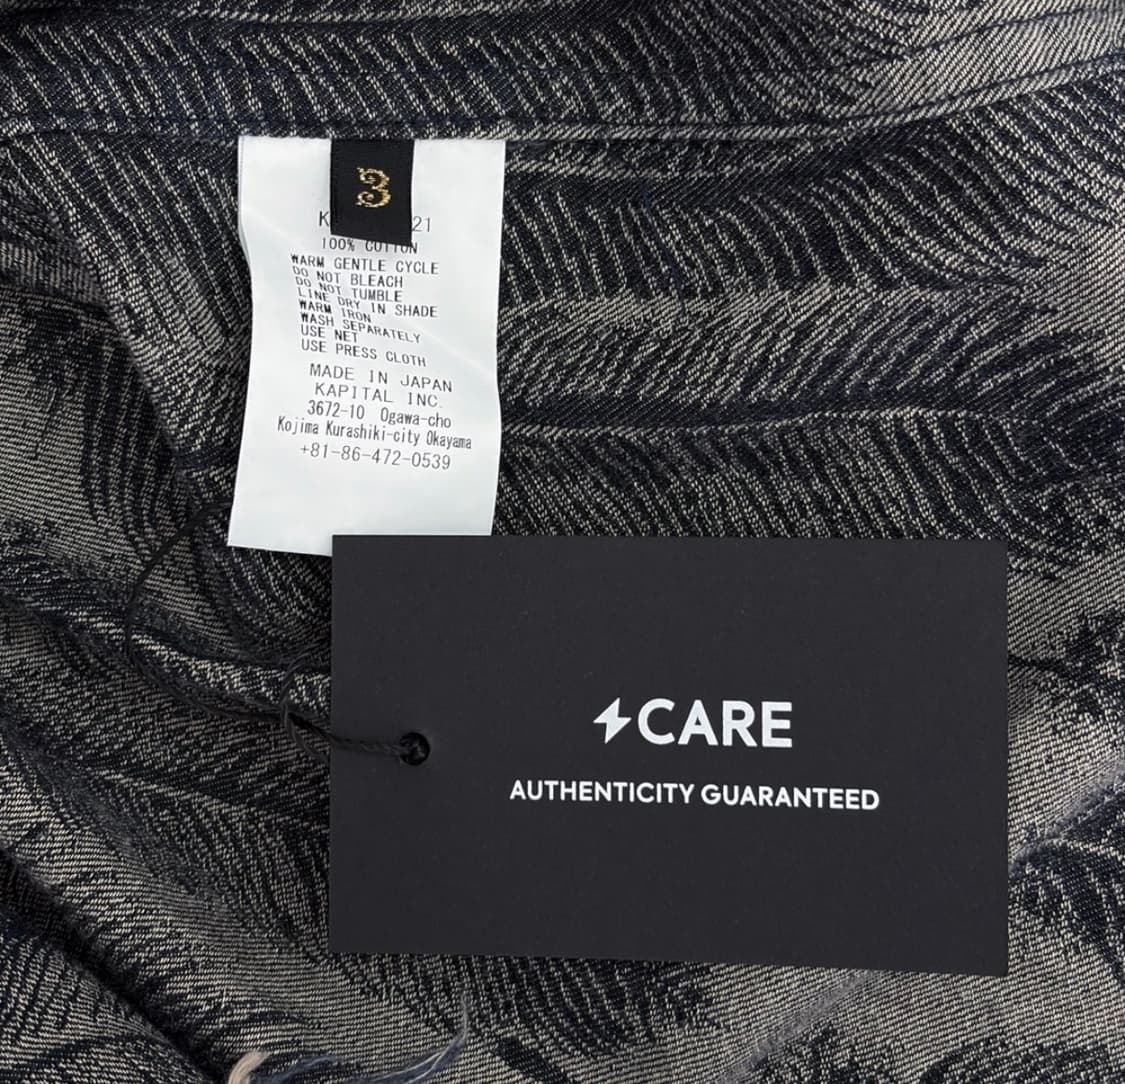 3
K 21
100% COTTON
WARM GENTLE CYCLE
DO NOT BLEACH
DO NOT TUMBLE
LINE DRY IN SHADE
WARM IRON
WASH SEPARATELY
USE NET
USE PRESS CLOTH
MADE IN JAPAN
KAPITAL INC.
3672-10 Ogawa-cho
Kojima Kurashiki-city Okayama
+81-86-472-0539
CARE
AUTHENTICITY GUARANTEED